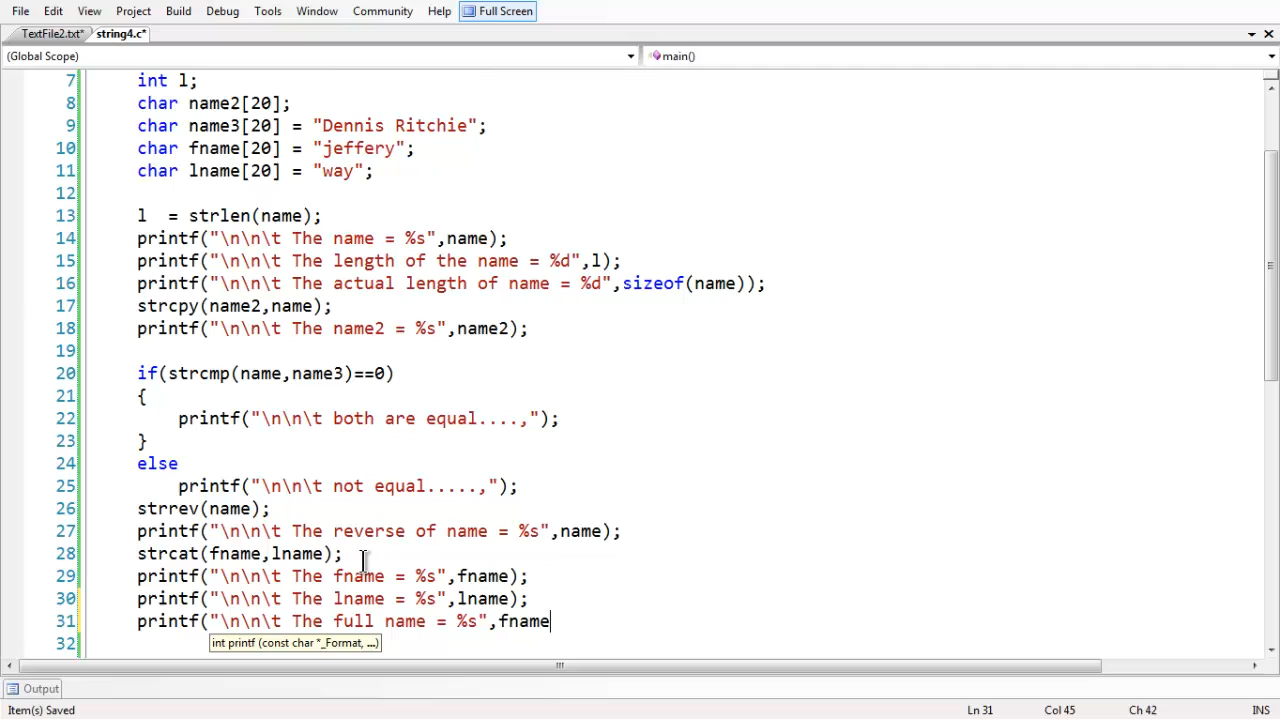 File Edit View Project Build Debug Tools Window Community Help Full Screen
TextFile2.txt* string4.c*
(Global Scope) main()
7 int l;
8 char name2[20];
9 char name3[20] = "Dennis Ritchie";
10 char fname[20] = "jeffery";
11 char lname[20] = "way";
12
13 l  = strlen(name);
14 printf("\n\n\t The name = %s",name);
15 printf("\n\n\t The length of the name = %d",l);
16 printf("\n\n\t The actual length of name = %d",sizeof(name));
17 strcpy(name2,name);
18 printf("\n\n\t The name2 = %s",name2);
19
20 if(strcmp(name,name3)==0)
21 {
22 printf("\n\n\t both are equal....,");
23 }
24 else
25 printf("\n\n\t not equal.....,");
26 strrev(name);
27 printf("\n\n\t The reverse of name = %s",name);
28 strcat(fname,lname);
29 printf("\n\n\t The fname = %s",fname);
30 printf("\n\n\t The lname = %s",lname);
31 printf("\n\n\t The full name = %s",fname
int printf (const char *_Format, ...)
32
Output
Item(s) Saved Ln 31 Col 45 Ch 42 INS